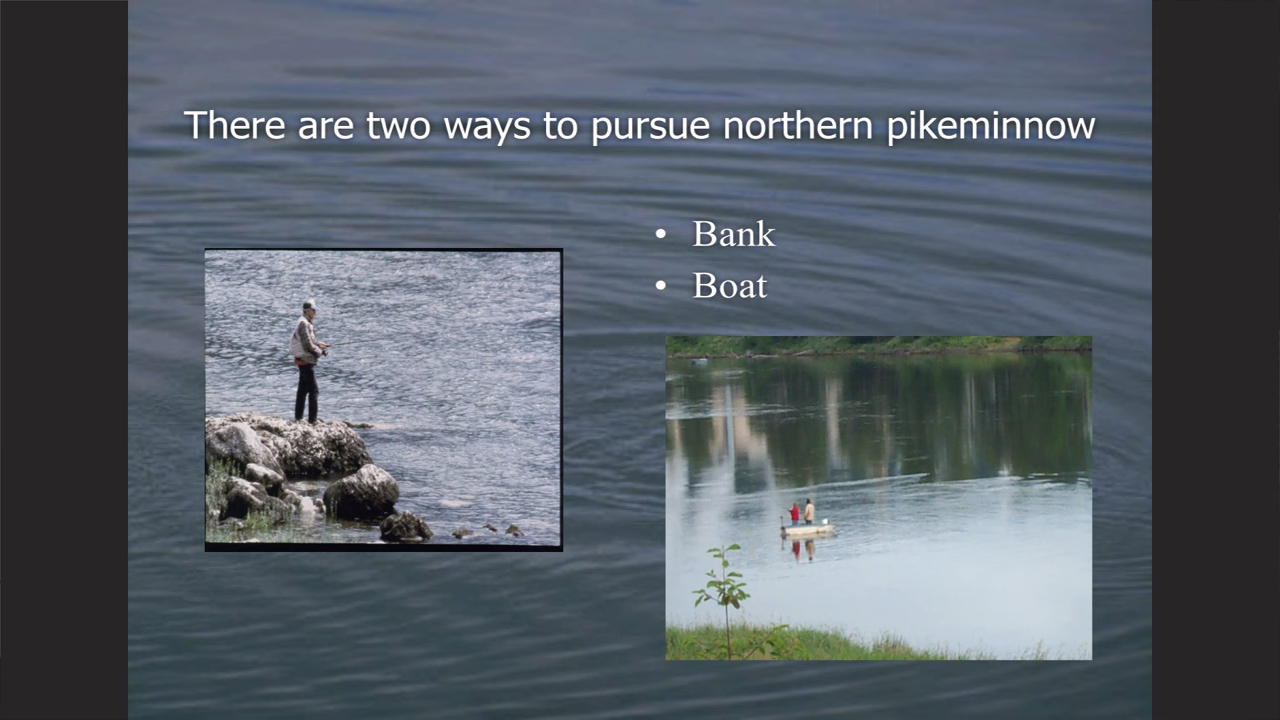 There are two ways to pursue northern pikeminnow
• Bank
• Boat